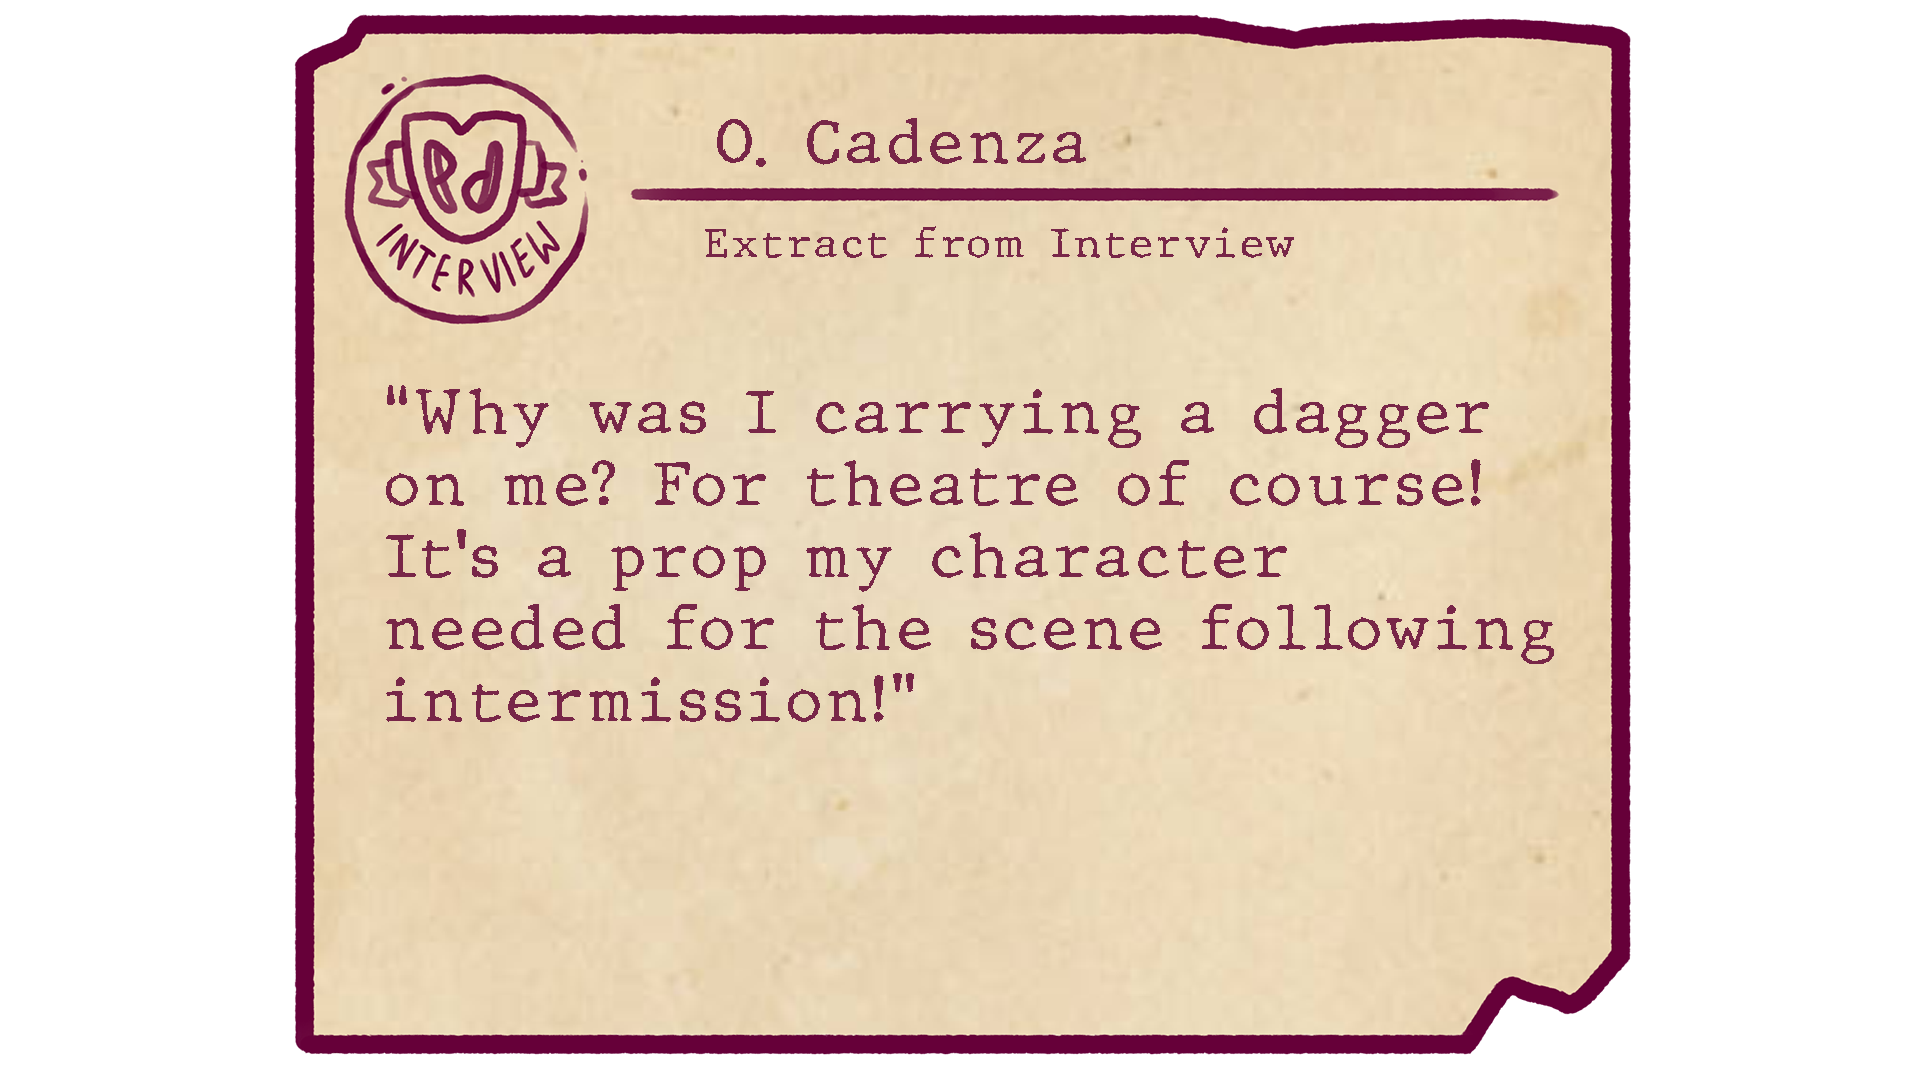 O. Cadenza
Pd
INTERVIEW
Extract from Interview
"Why was I carrying a dagger
on me? For theatre of course!
It's a prop my character
needed for the scene following
intermission!"